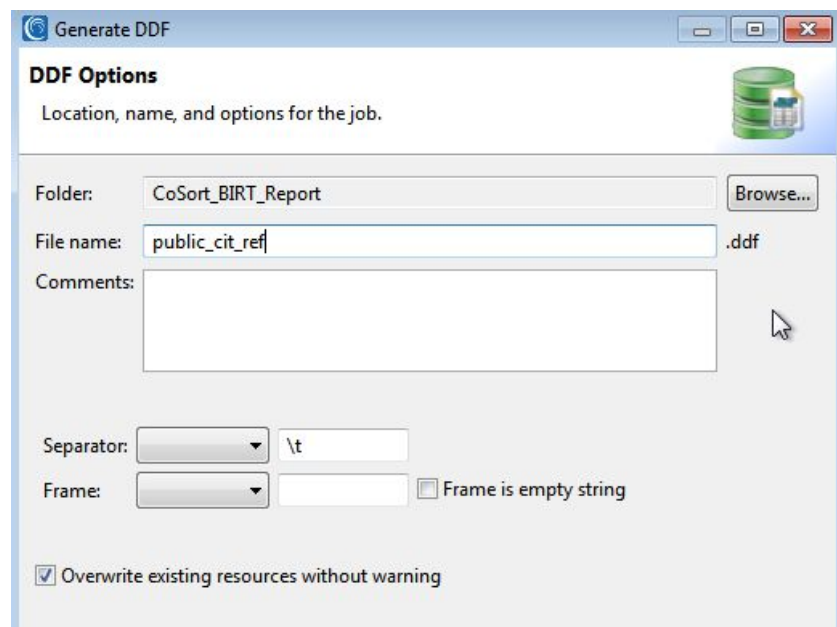 Generate DDF
DDF Options
Location, name, and options for the job.
Folder: CoSort_BIRT_Report Browse...
File name: public_cit_ref .ddf
Comments:
Separator: \t
Frame: Frame is empty string
Overwrite existing resources without warning